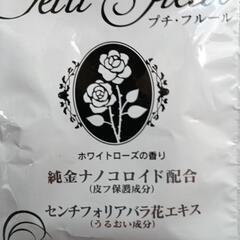 プチ・フルール
ホワイトローズの香り
純金ナノコロイド配合
(皮フ保護成分)
センチフォリアバラ花エキス
(うるおい成分)